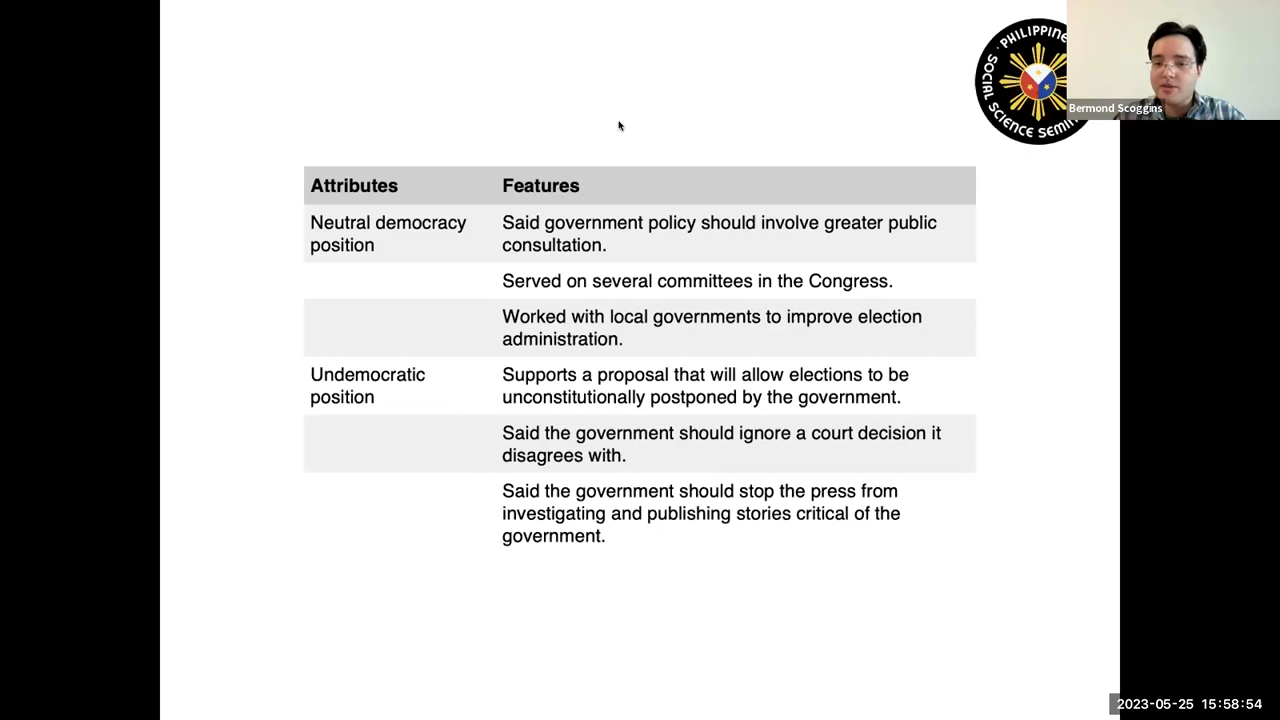 PHILIPPINE
SOCIAL SCIENCE
Bermond Scoggins
Attributes Features
Neutral democracy position Said government policy should involve greater public
consultation.
Served on several committees in the Congress.
Worked with local governments to improve election
administration.
Undemocratic position Supports a proposal that will allow elections to be
unconstitutionally postponed by the government.
Said the government should ignore a court decision it
disagrees with.
Said the government should stop the press from
investigating and publishing stories critical of the
government.
2023-05-25 15:58:54